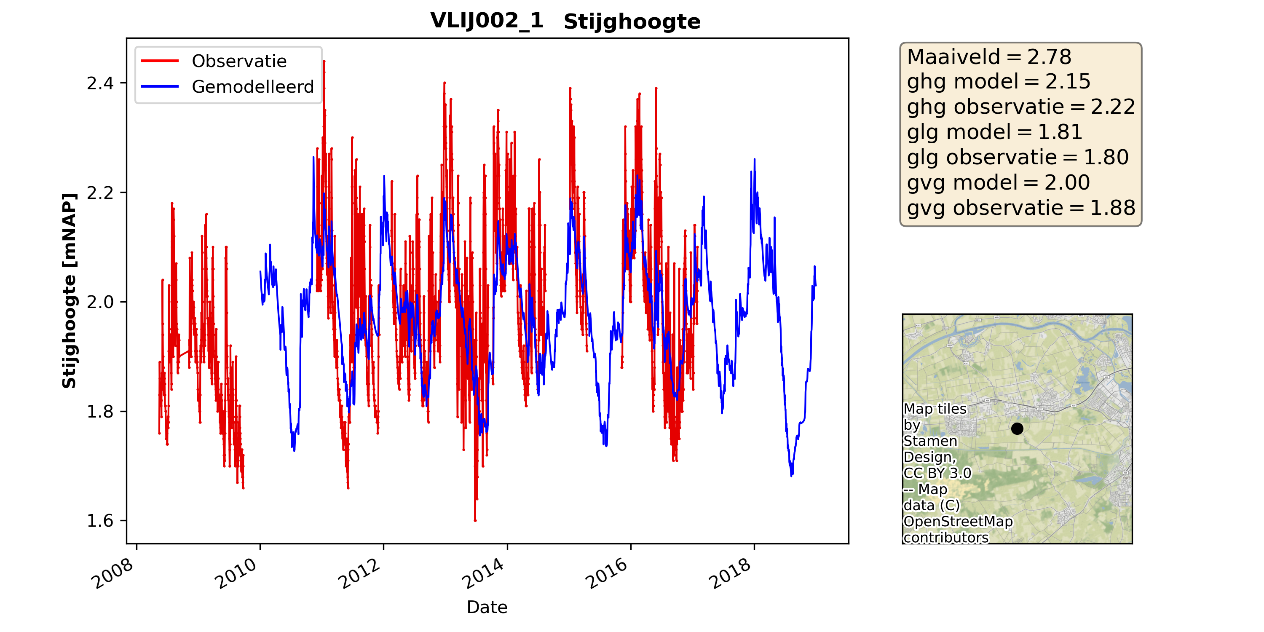 VLIJ002_1 Stijghoogte
Observatie
Gemodelleerd
2.4
2.2
2.0
1.8
1.6
Stijghoogte [mNAP]
2008
2010
2012
2014
2016
2018
Date
Maaiveld = 2.78
ghg model = 2.15
ghg observatie = 2.22
glg model = 1.81
glg observatie = 1.80
gvg model = 2.00
gvg observatie = 1.88
Map tiles
by
Stamen
Design,
CC BY 3.0
-- Map
data (C)
OpenStreetMap
contributors